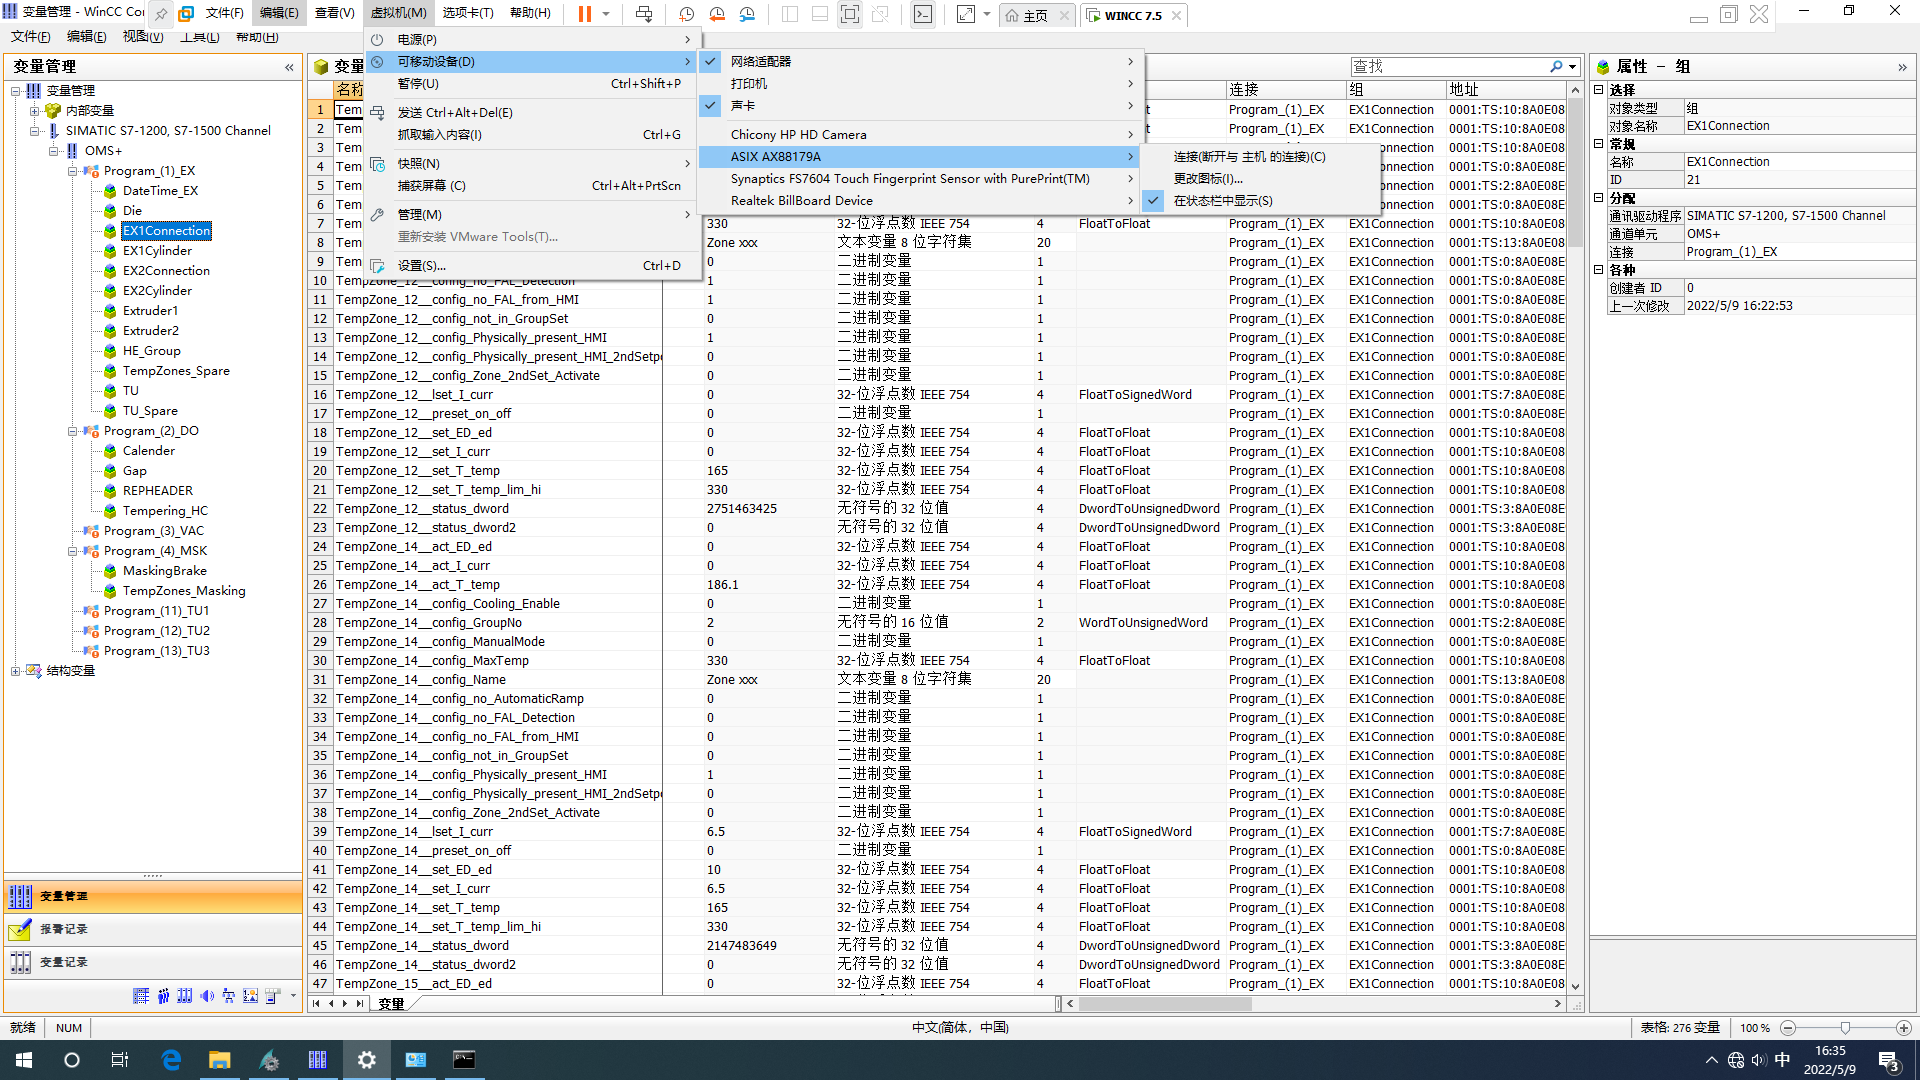 变量管理 - WinCC Con
文件(F) 编辑(E) 查看(V) 虚拟机(M) 选项卡(T) 帮助(H)
主页
WINCC 7.5
文件(F) 编辑(E) 视图(V) 工具(L) 帮助(H)
变量管理
变量管理
内部变量
SIMATIC S7-1200, S7-1500 Channel
OMS+
Program_(1)_EX
DateTime_EX
Die
EX1Connection
EX1Cylinder
EX2Connection
EX2Cylinder
Extruder1
Extruder2
HE_Group
TempZones_Spare
TU
TU_Spare
Program_(2)_DO
Calender
Gap
REPHEADER
Tempering_HC
Program_(3)_VAC
Program_(4)_MSK
MaskingBrake
TempZones_Masking
Program_(11)_TU1
Program_(12)_TU2
Program_(13)_TU3
结构变量
变量管理
报警记录
变量记录
电源(P)
可移动设备(D)
暂停(U) Ctrl+Shift+P
发送 Ctrl+Alt+Del(E)
抓取输入内容(I) Ctrl+G
快照(N)
捕获屏幕 (C) Ctrl+Alt+PrtScn
管理(M)
重新安装 VMware Tools(T)...
设置(S)... Ctrl+D
网络适配器
打印机
声卡
Chicony HP HD Camera
ASIX AX88179A
Synaptics FS7604 Touch Fingerprint Sensor with PurePrint(TM)
Realtek BillBoard Device
连接(断开与 主机 的连接)(C)
更改图标(I)...
在状态栏中显示(S)
查找
名称 连接 组 地址
1 Tem Program_(1)_EX EX1Connection 0001:TS:10:8A0E08
2 Tem Program_(1)_EX EX1Connection 0001:TS:10:8A0E08
3 Tem EX1Connection 0001:TS:10:8A0E08
4 Tem EX1Connection 0001:TS:0:8A0E08E
5 Tem EX1Connection 0001:TS:2:8A0E08E
6 Tem EX1Connection 0001:TS:0:8A0E08E
7 Tem 330 32-位浮点数 IEEE 754 4 FloatToFloat Program_(1)_EX EX1Connection 0001:TS:10:8A0E08
8 Tem Zone xxx 文本变量 8 位字符集 20 Program_(1)_EX EX1Connection 0001:TS:13:8A0E08
9 Tem 0 二进制变量 1 Program_(1)_EX EX1Connection 0001:TS:0:8A0E08E
10 TempZone_12__config_no_FAL_Detection 1 二进制变量 1 Program_(1)_EX EX1Connection 0001:TS:0:8A0E08E
11 TempZone_12__config_no_FAL_from_HMI 1 二进制变量 1 Program_(1)_EX EX1Connection 0001:TS:0:8A0E08E
12 TempZone_12__config_not_in_GroupSet 0 二进制变量 1 Program_(1)_EX EX1Connection 0001:TS:0:8A0E08E
13 TempZone_12__config_Physically_present_HMI 1 二进制变量 1 Program_(1)_EX EX1Connection 0001:TS:0:8A0E08E
14 TempZone_12__config_Physically_present_HMI_2ndSetp 0 二进制变量 1 Program_(1)_EX EX1Connection 0001:TS:0:8A0E08E
15 TempZone_12__config_Zone_2ndSet_Activate 0 二进制变量 1 Program_(1)_EX EX1Connection 0001:TS:0:8A0E08E
16 TempZone_12__lset_I_curr 0 32-位浮点数 IEEE 754 4 FloatToSignedWord Program_(1)_EX EX1Connection 0001:TS:7:8A0E08E
17 TempZone_12__preset_on_off 0 二进制变量 1 Program_(1)_EX EX1Connection 0001:TS:0:8A0E08E
18 TempZone_12__set_ED_ed 0 32-位浮点数 IEEE 754 4 FloatToFloat Program_(1)_EX EX1Connection 0001:TS:10:8A0E08
19 TempZone_12__set_I_curr 0 32-位浮点数 IEEE 754 4 FloatToFloat Program_(1)_EX EX1Connection 0001:TS:10:8A0E08
20 TempZone_12__set_T_temp 165 32-位浮点数 IEEE 754 4 FloatToFloat Program_(1)_EX EX1Connection 0001:TS:10:8A0E08
21 TempZone_12__set_T_temp_lim_hi 330 32-位浮点数 IEEE 754 4 FloatToFloat Program_(1)_EX EX1Connection 0001:TS:10:8A0E08
22 TempZone_12__status_dword 2751463425 无符号的 32 位值 4 DwordToUnsignedDword Program_(1)_EX EX1Connection 0001:TS:3:8A0E08E
23 TempZone_12__status_dword2 0 无符号的 32 位值 4 DwordToUnsignedDword Program_(1)_EX EX1Connection 0001:TS:3:8A0E08E
24 TempZone_14__act_ED_ed 0 32-位浮点数 IEEE 754 4 FloatToFloat Program_(1)_EX EX1Connection 0001:TS:10:8A0E08
25 TempZone_14__act_I_curr 0 32-位浮点数 IEEE 754 4 FloatToFloat Program_(1)_EX EX1Connection 0001:TS:10:8A0E08
26 TempZone_14__act_T_temp 186.1 32-位浮点数 IEEE 754 4 FloatToFloat Program_(1)_EX EX1Connection 0001:TS:10:8A0E08
27 TempZone_14__config_Cooling_Enable 0 二进制变量 1 Program_(1)_EX EX1Connection 0001:TS:0:8A0E08E
28 TempZone_14__config_GroupNo 2 无符号的 16 位值 2 WordToUnsignedWord Program_(1)_EX EX1Connection 0001:TS:2:8A0E08E
29 TempZone_14__config_ManualMode 0 二进制变量 1 Program_(1)_EX EX1Connection 0001:TS:0:8A0E08E
30 TempZone_14__config_MaxTemp 330 32-位浮点数 IEEE 754 4 FloatToFloat Program_(1)_EX EX1Connection 0001:TS:10:8A0E08
31 TempZone_14__config_Name Zone xxx 文本变量 8 位字符集 20 Program_(1)_EX EX1Connection 0001:TS:13:8A0E08
32 TempZone_14__config_no_AutomaticRamp 0 二进制变量 1 Program_(1)_EX EX1Connection 0001:TS:0:8A0E08E
33 TempZone_14__config_no_FAL_Detection 0 二进制变量 1 Program_(1)_EX EX1Connection 0001:TS:0:8A0E08E
34 TempZone_14__config_no_FAL_from_HMI 0 二进制变量 1 Program_(1)_EX EX1Connection 0001:TS:0:8A0E08E
35 TempZone_14__config_not_in_GroupSet 0 二进制变量 1 Program_(1)_EX EX1Connection 0001:TS:0:8A0E08E
36 TempZone_14__config_Physically_present_HMI 1 二进制变量 1 Program_(1)_EX EX1Connection 0001:TS:0:8A0E08E
37 TempZone_14__config_Physically_present_HMI_2ndSetp 0 二进制变量 1 Program_(1)_EX EX1Connection 0001:TS:0:8A0E08E
38 TempZone_14__config_Zone_2ndSet_Activate 0 二进制变量 1 Program_(1)_EX EX1Connection 0001:TS:0:8A0E08E
39 TempZone_14__lset_I_curr 6.5 32-位浮点数 IEEE 754 4 FloatToSignedWord Program_(1)_EX EX1Connection 0001:TS:7:8A0E08E
40 TempZone_14__preset_on_off 0 二进制变量 1 Program_(1)_EX EX1Connection 0001:TS:0:8A0E08E
41 TempZone_14__set_ED_ed 10 32-位浮点数 IEEE 754 4 FloatToFloat Program_(1)_EX EX1Connection 0001:TS:10:8A0E08
42 TempZone_14__set_I_curr 6.5 32-位浮点数 IEEE 754 4 FloatToFloat Program_(1)_EX EX1Connection 0001:TS:10:8A0E08
43 TempZone_14__set_T_temp 165 32-位浮点数 IEEE 754 4 FloatToFloat Program_(1)_EX EX1Connection 0001:TS:10:8A0E08
44 TempZone_14__set_T_temp_lim_hi 330 32-位浮点数 IEEE 754 4 FloatToFloat Program_(1)_EX EX1Connection 0001:TS:10:8A0E08
45 TempZone_14__status_dword 2147483649 无符号的 32 位值 4 DwordToUnsignedDword Program_(1)_EX EX1Connection 0001:TS:3:8A0E08E
46 TempZone_14__status_dword2 0 无符号的 32 位值 4 DwordToUnsignedDword Program_(1)_EX EX1Connection 0001:TS:3:8A0E08E
47 TempZone_15__act_ED_ed 0 32-位浮点数 IEEE 754 4 FloatToFloat Program_(1)_EX EX1Connection 0001:TS:10:8A0E08
变量
属性 - 组
选择
对象类型 组
对象名称 EX1Connection
常规
名称 EX1Connection
ID 21
分配
通讯驱动程序 SIMATIC S7-1200, S7-1500 Channel
通道单元 OMS+
连接 Program_(1)_EX
各种
创建者 ID 0
上一次修改 2022/5/9 16:22:53
就绪 NUM 中文(简体，中国) 表格: 276 变量 100 %
中 16:35
2022/5/9
3